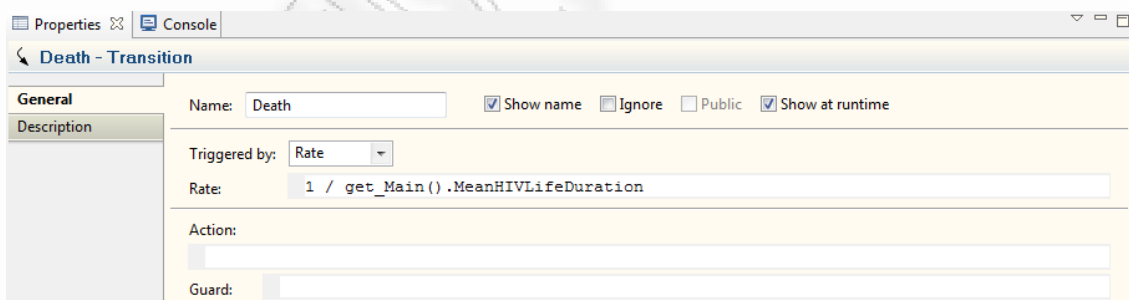 Properties Console
Death - Transition
General
Description
Name: Death Show name Ignore Public Show at runtime
Triggered by: Rate
Rate: 1 / get_Main().MeanHIVLifeDuration
Action:
Guard: